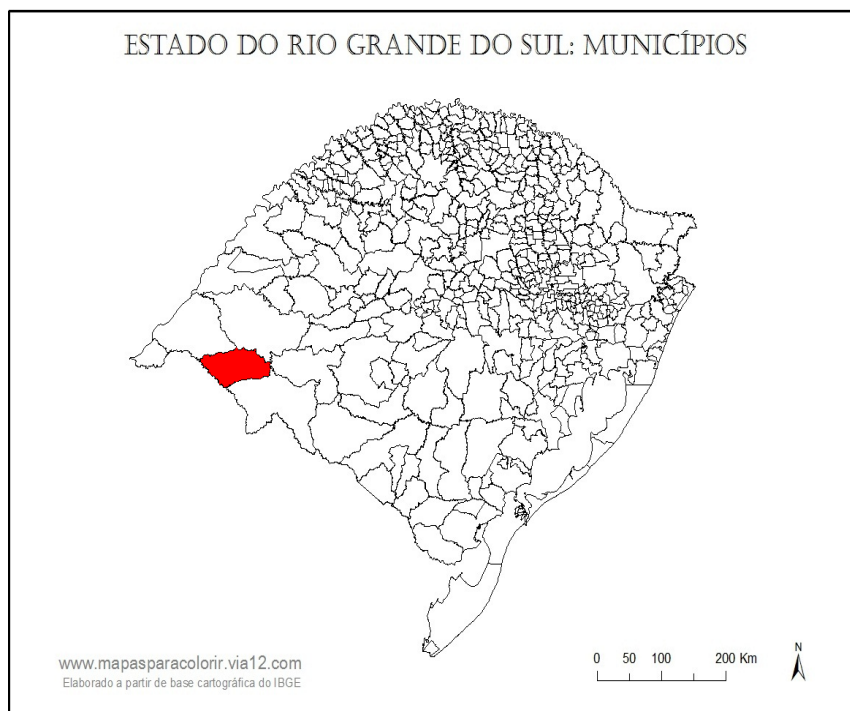 ESTADO DO RIO GRANDE DO SUL: MUNICÍPIOS
www.mapasparacolorir.via12.com
Elaborado a partir de base cartográfica do IBGE
0 50 100 200 Km
N